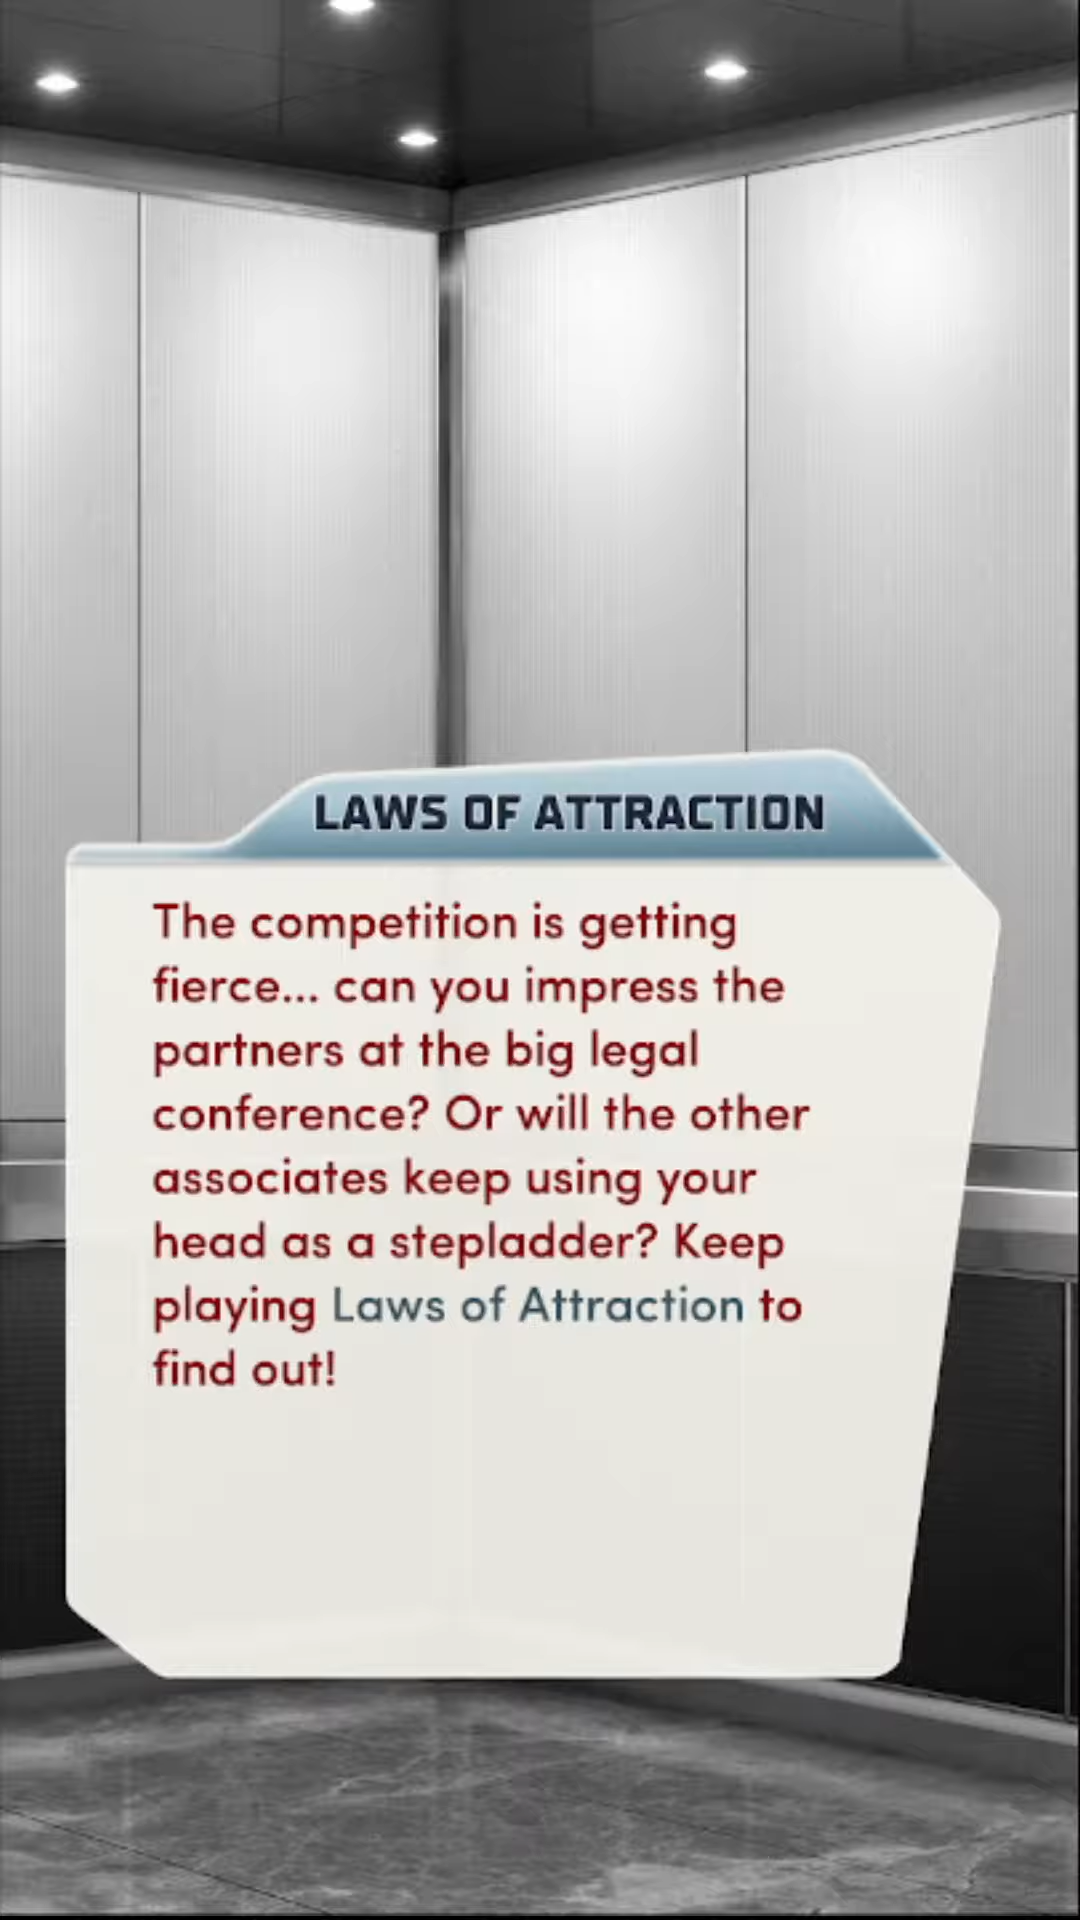 LAWS OF ATTRACTION
The competition is getting
fierce... can you impress the
partners at the big legal
conference? Or will the other
associates keep using your
head as a stepladder? Keep
playing Laws of Attraction to
find out!